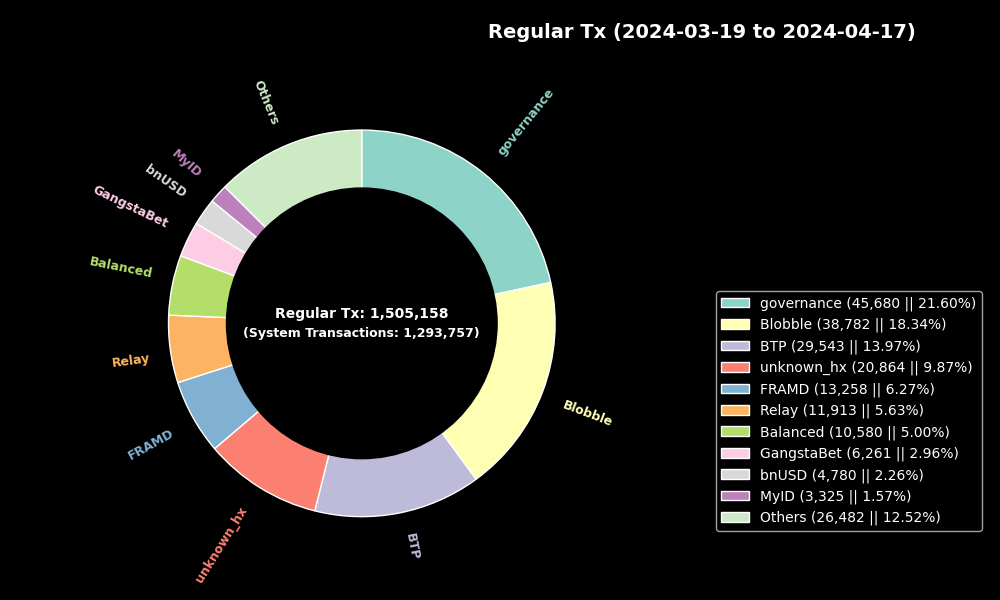 Regular Tx (2024-03-19 to 2024-04-17)
Others
governance
MyID
bnUSD
GangstaBet
Balanced
Relay
FRAMD
unknown_hx
BTP
Blobble
Regular Tx: 1,505,158
(System Transactions: 1,293,757)
governance (45,680 || 21.60%)
Blobble (38,782 || 18.34%)
BTP (29,543 || 13.97%)
unknown_hx (20,864 || 9.87%)
FRAMD (13,258 || 6.27%)
Relay (11,913 || 5.63%)
Balanced (10,580 || 5.00%)
GangstaBet (6,261 || 2.96%)
bnUSD (4,780 || 2.26%)
MyID (3,325 || 1.57%)
Others (26,482 || 12.52%)